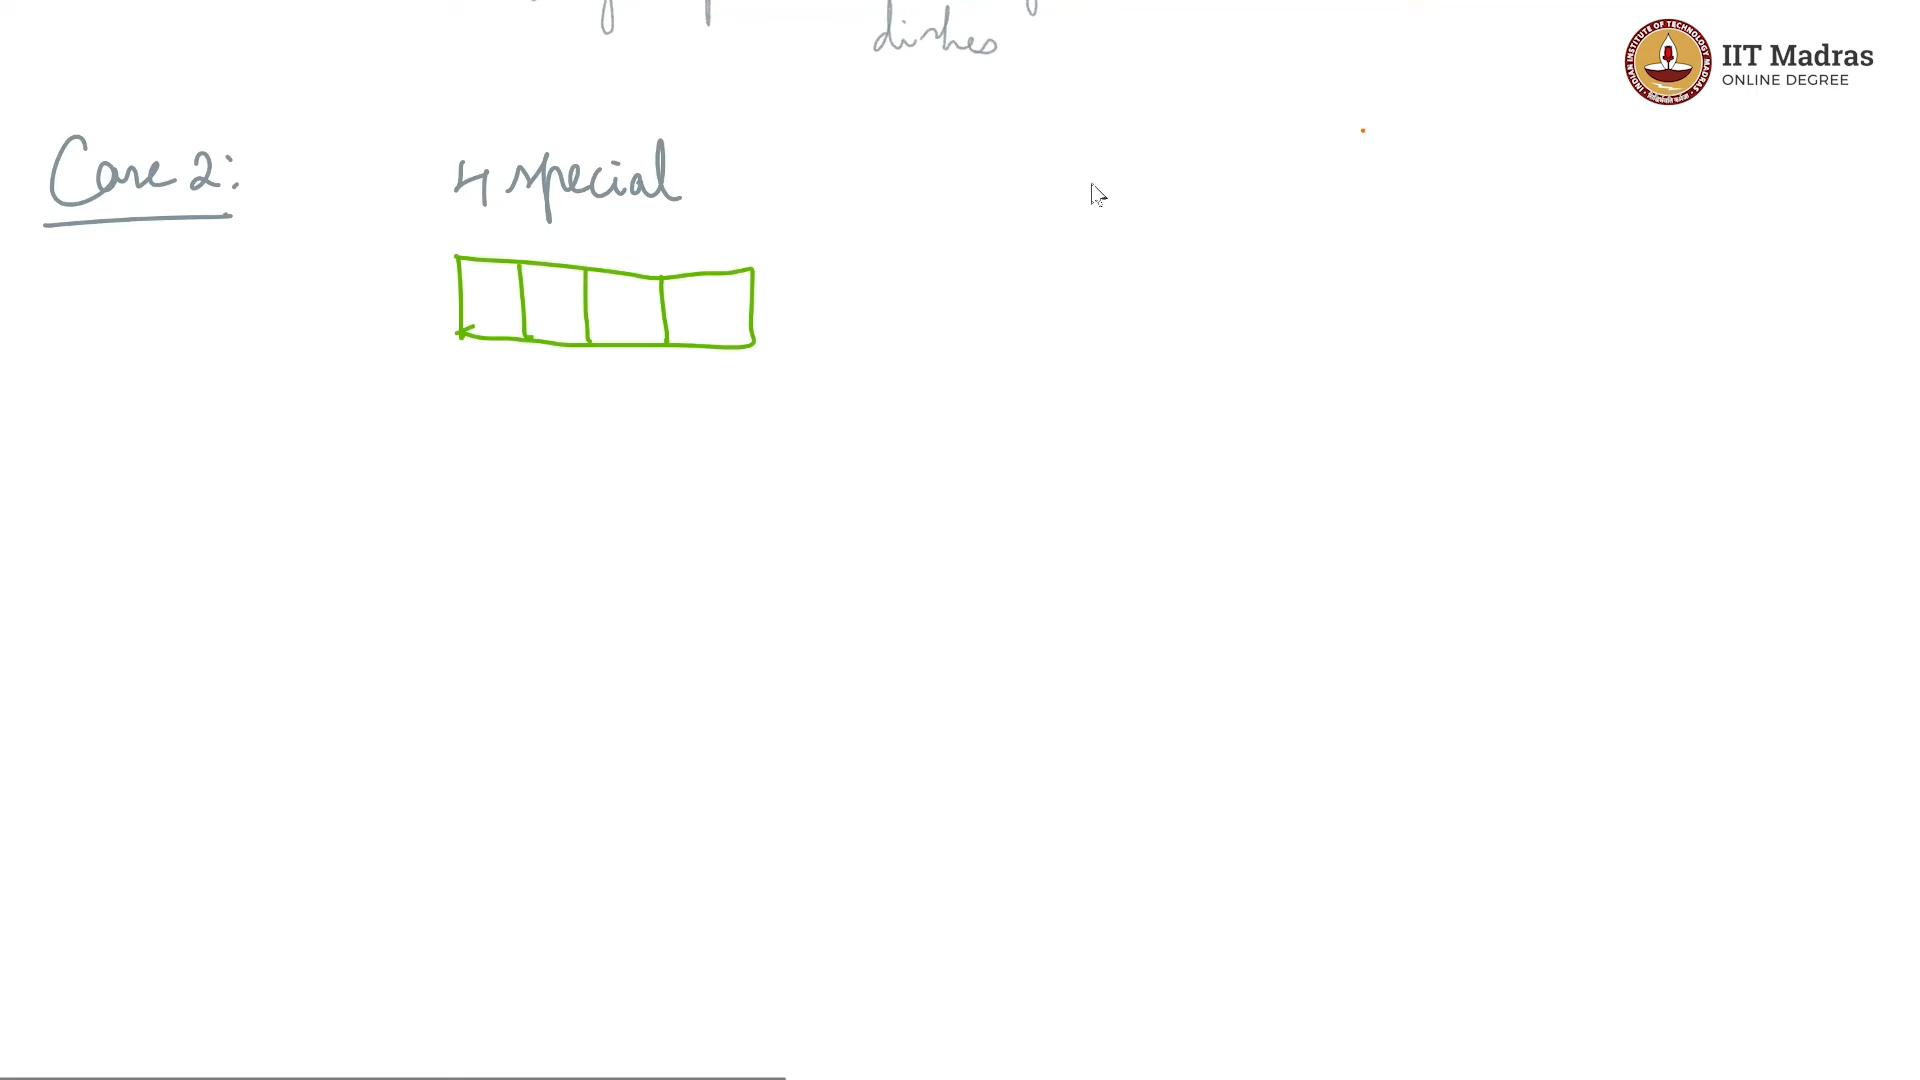 dishes
IIT Madras
ONLINE DEGREE
Case 2:
4 special